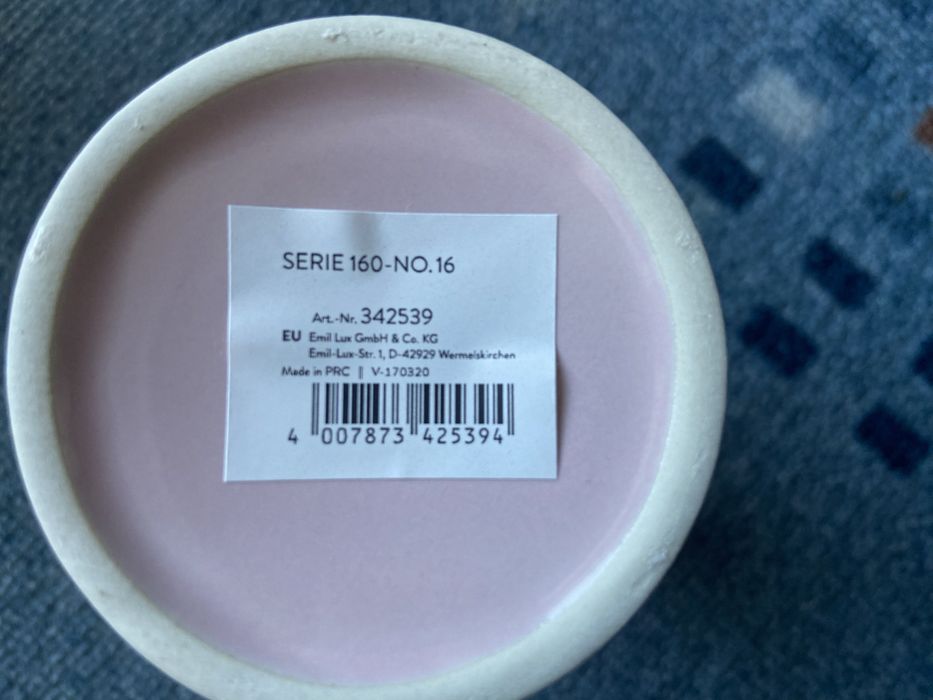 SERIE 160-NO.16
Art.-Nr. 342539
EU Emil Lux GmbH & Co. KG
Emil-Lux-Str. 1, D-42929 Wermelskirchen
Made in PRC || V-170320
4 007873 425394